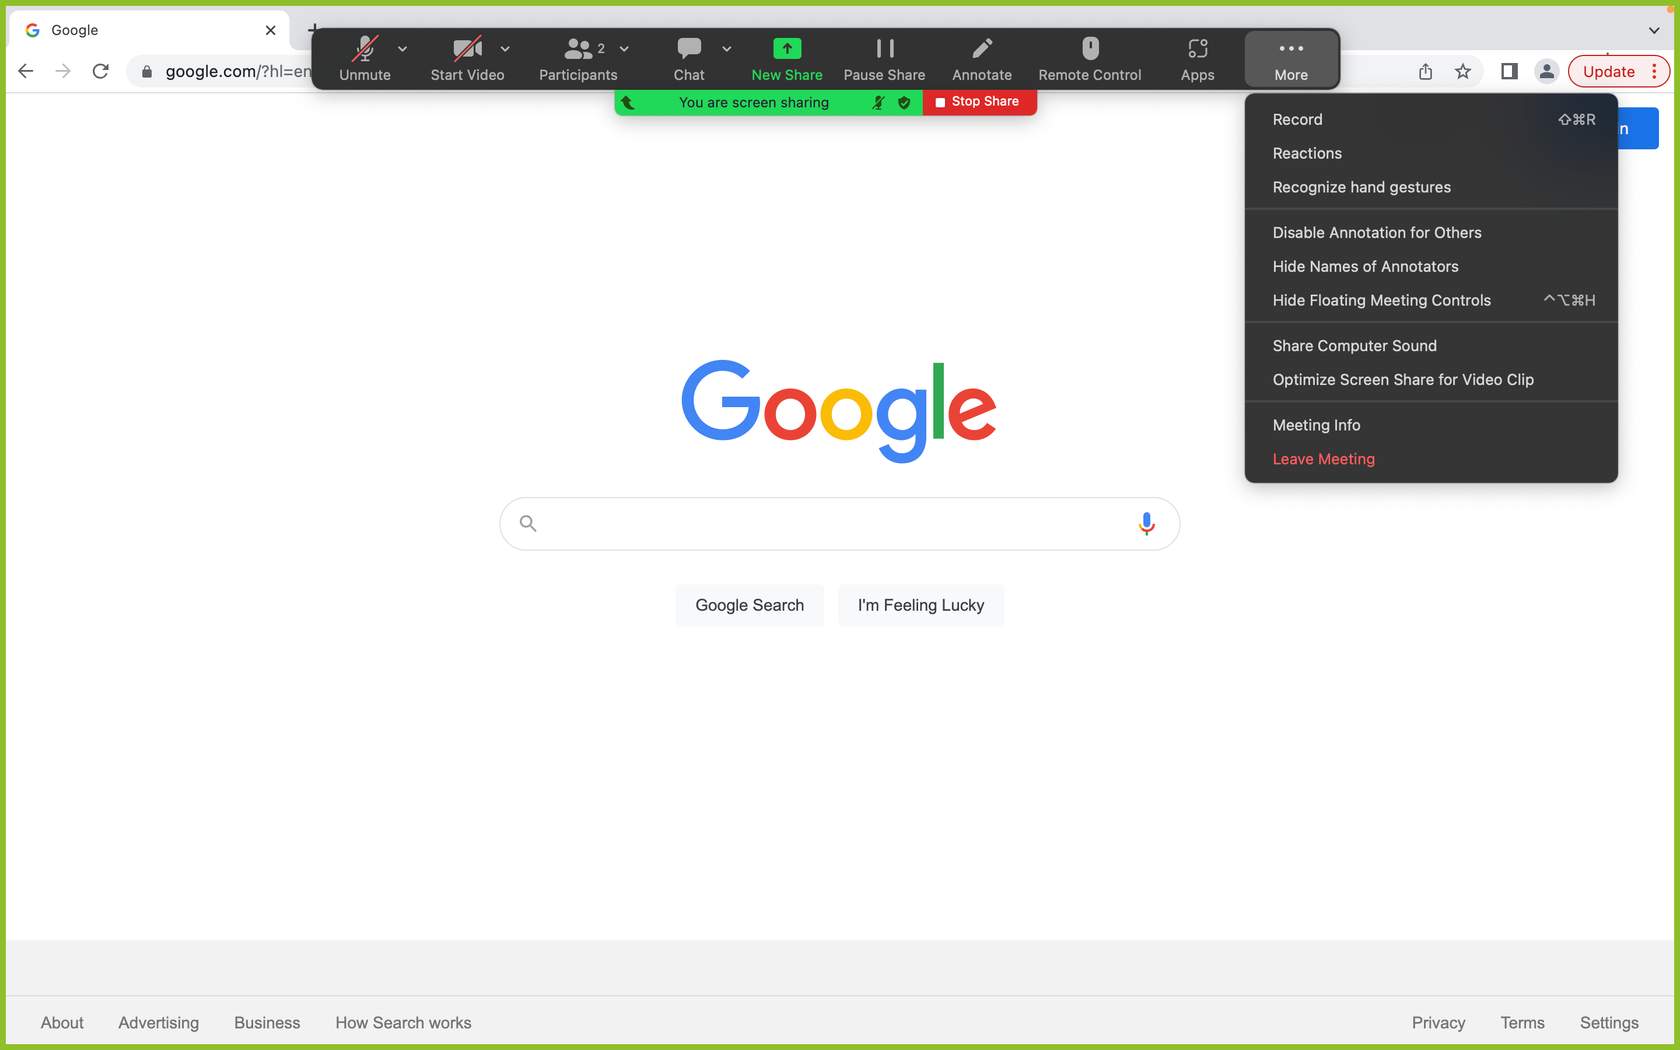 Google
google.com/?hl=en
Update
Unmute
Start Video
2
Participants
Chat
New Share
Pause Share
Annotate
Remote Control
Apps
More
You are screen sharing
Stop Share
Record ⇧⌘R
Reactions
Recognize hand gestures
Disable Annotation for Others
Hide Names of Annotators
Hide Floating Meeting Controls ^⌥⌘H
Share Computer Sound
Optimize Screen Share for Video Clip
Meeting Info
Leave Meeting
n
Google
Google Search
I'm Feeling Lucky
About
Advertising
Business
How Search works
Privacy
Terms
Settings